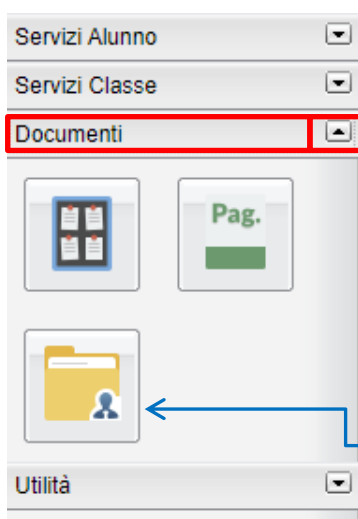 Servizi Alunno
Servizi Classe
Documenti
Pag.
Utilità